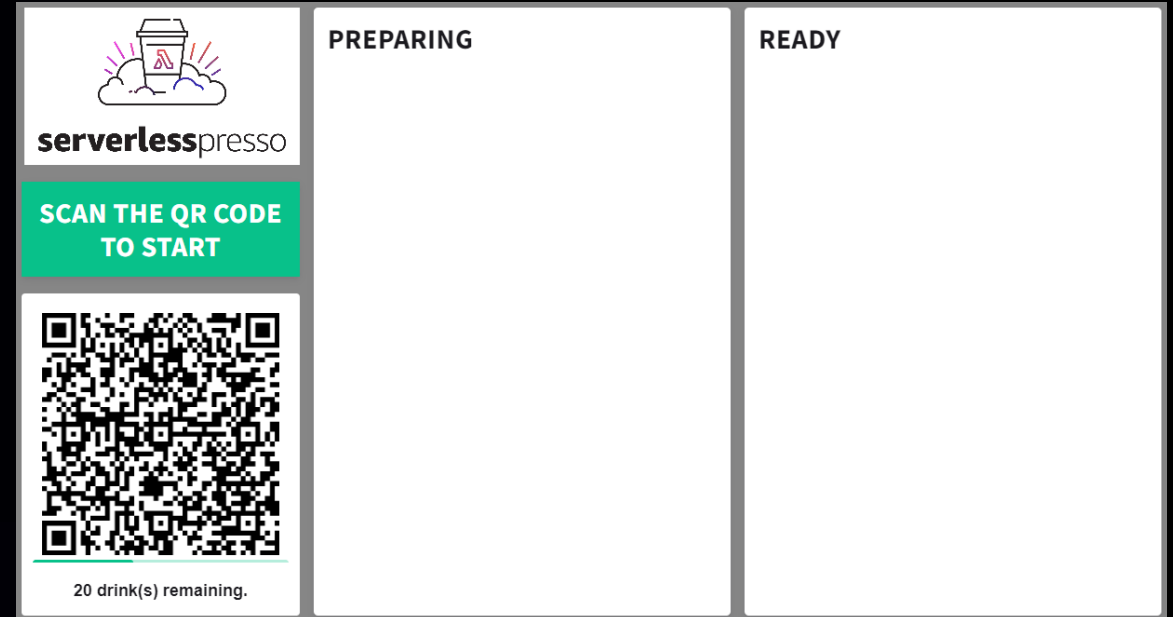 serverlesspresso
SCAN THE QR CODE
TO START
20 drink(s) remaining.
PREPARING
READY